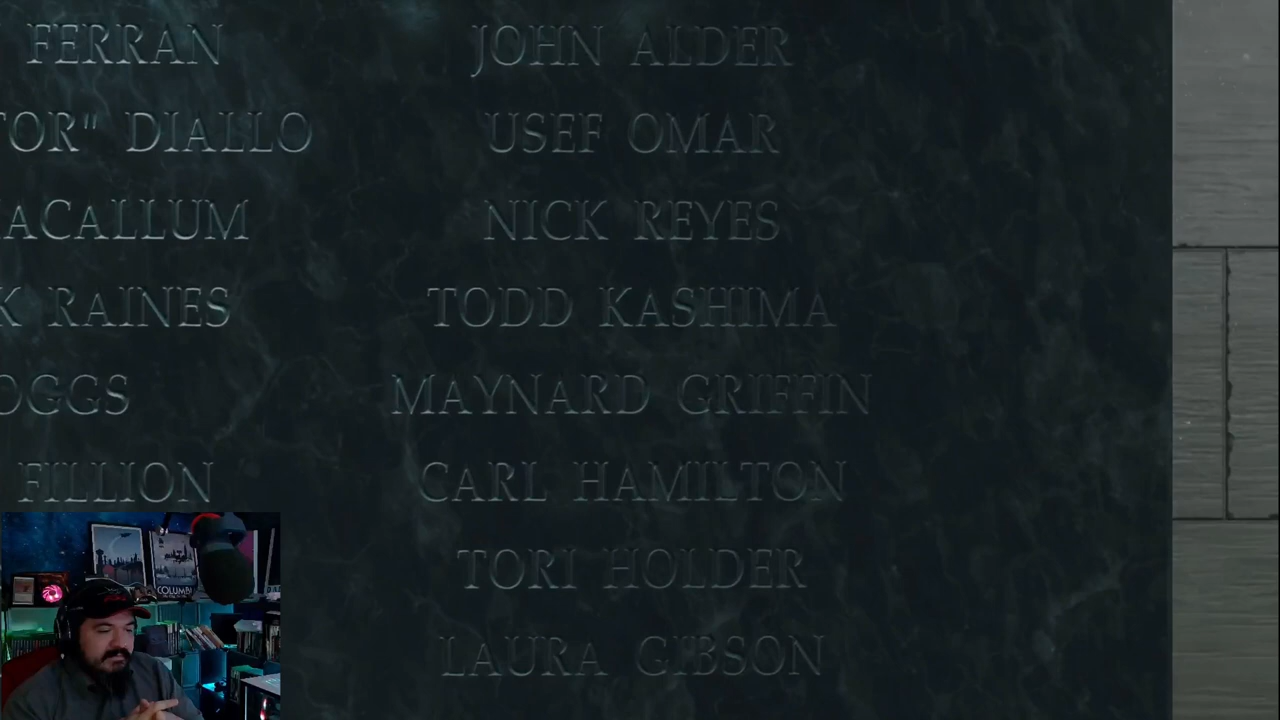 FERRAN JOHN ALDER
TOR" DIALLO USEF OMAR
ACALLUM NICK REYES
K RAINES TODD KASHIMA
OGGS MAYNARD GRIFFIN
FILLION CARL HAMILTON
TORI HOLDER
LAURA GIBSON